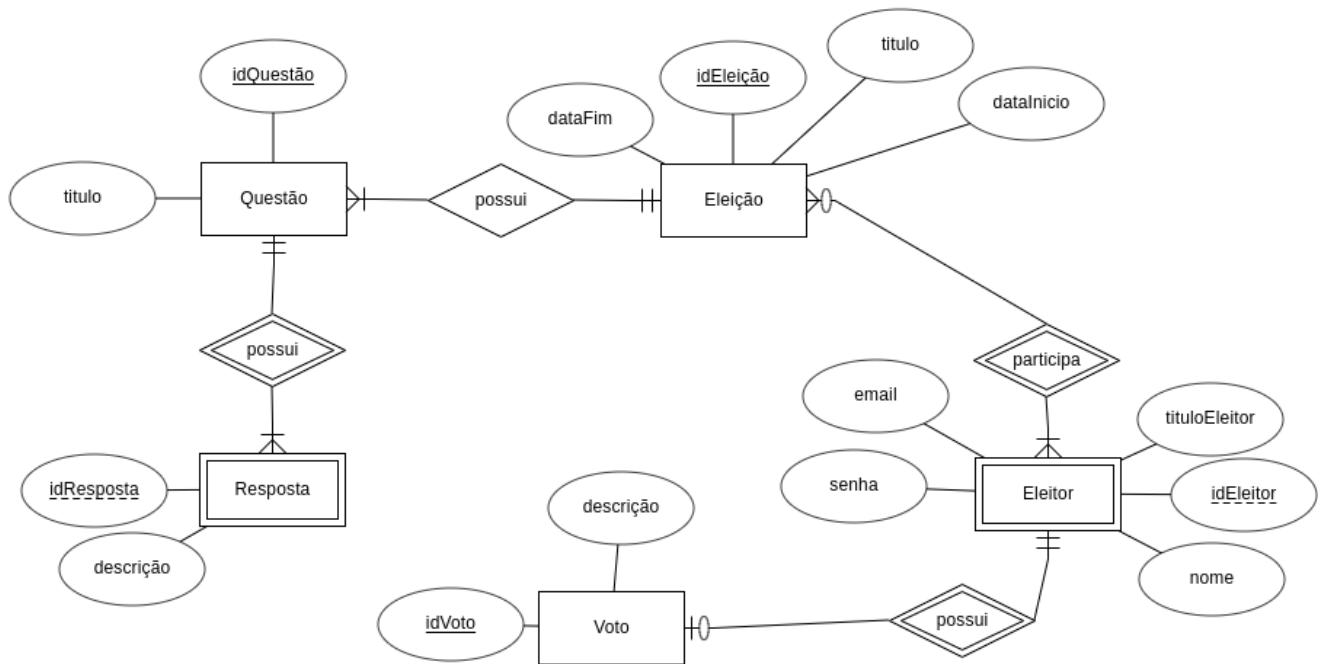 titulo
idQuestão
idEleição
dataInicio
dataFim
titulo
Questão
possui
Eleição
possui
participa
email
tituloEleitor
senha
idEleitor
Eleitor
idResposta
Resposta
descrição
descrição
nome
idVoto
Voto
possui